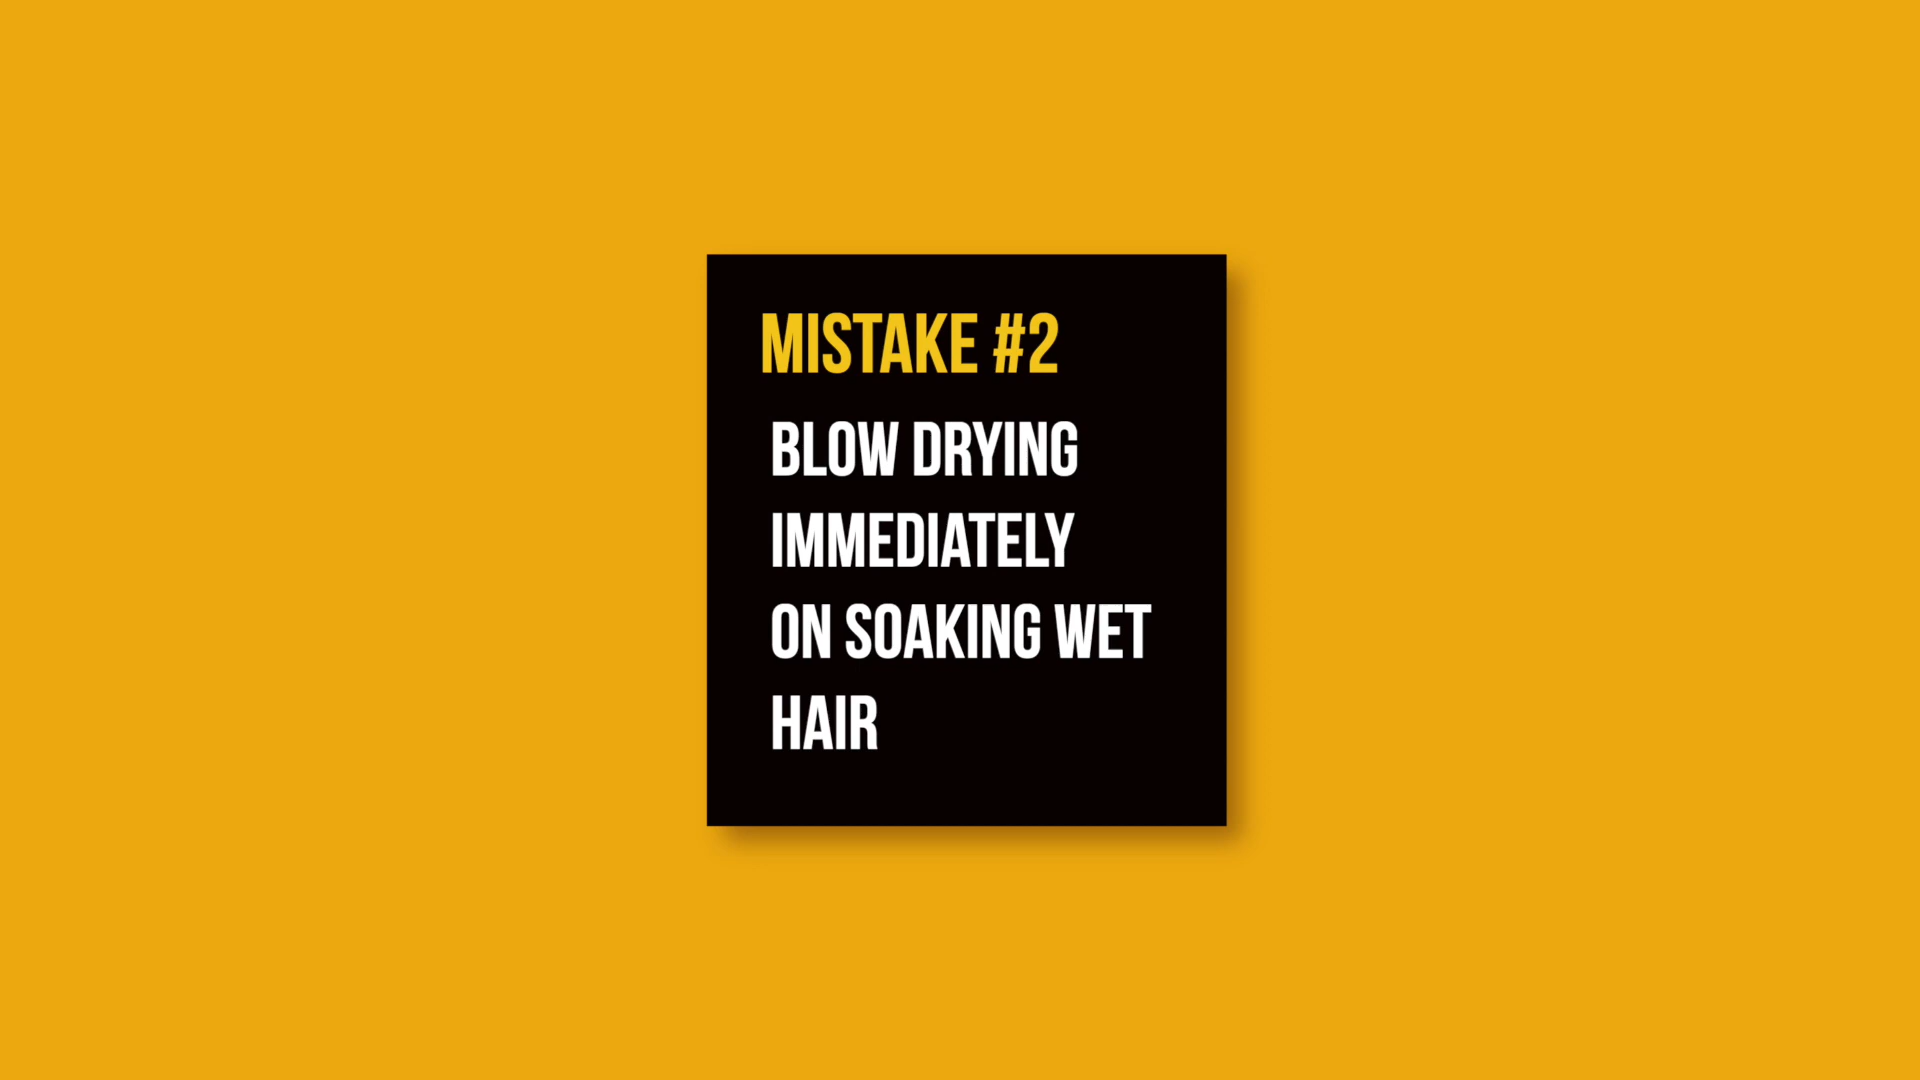 MISTAKE #2
BLOW DRYING
IMMEDIATELY
ON SOAKING WET
HAIR